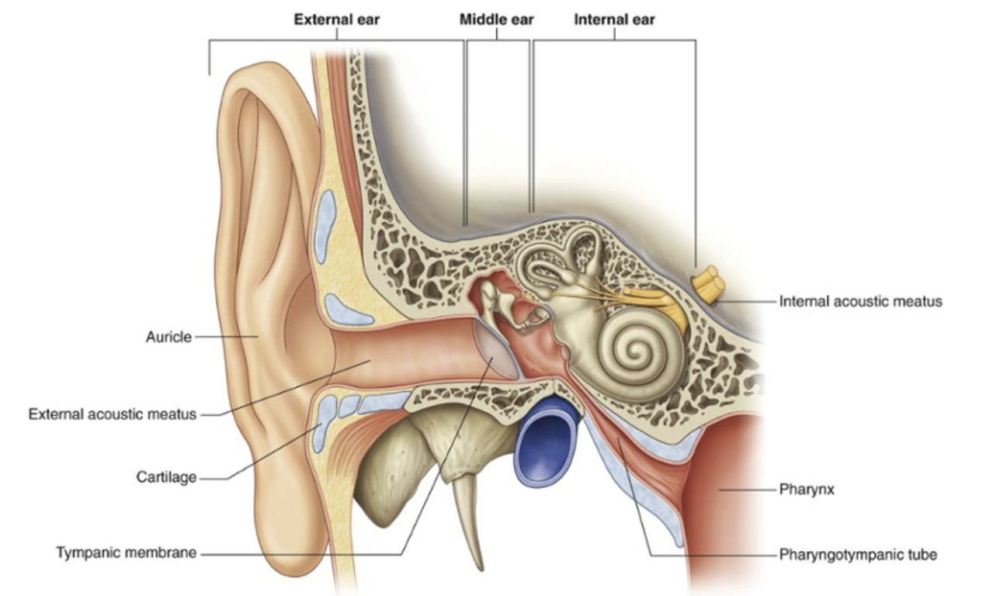 External ear
Middle ear
Internal ear
Internal acoustic meatus
Auricle
External acoustic meatus
Cartilage
Pharynx
Tympanic membrane
Pharyngotympanic tube